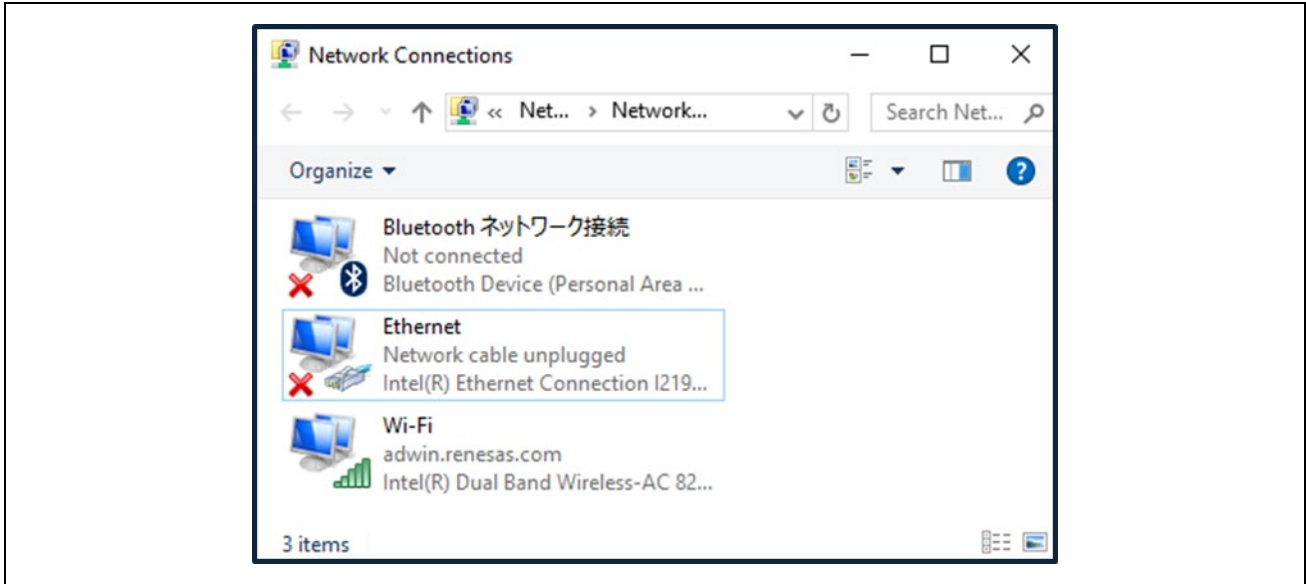 Network Connections
« Net... > Network...
Search Net...
Organize
Bluetooth ネットワーク接続
Not connected
Bluetooth Device (Personal Area ...
Ethernet
Network cable unplugged
Intel(R) Ethernet Connection I219...
Wi-Fi
adwin.renesas.com
Intel(R) Dual Band Wireless-AC 82...
3 items